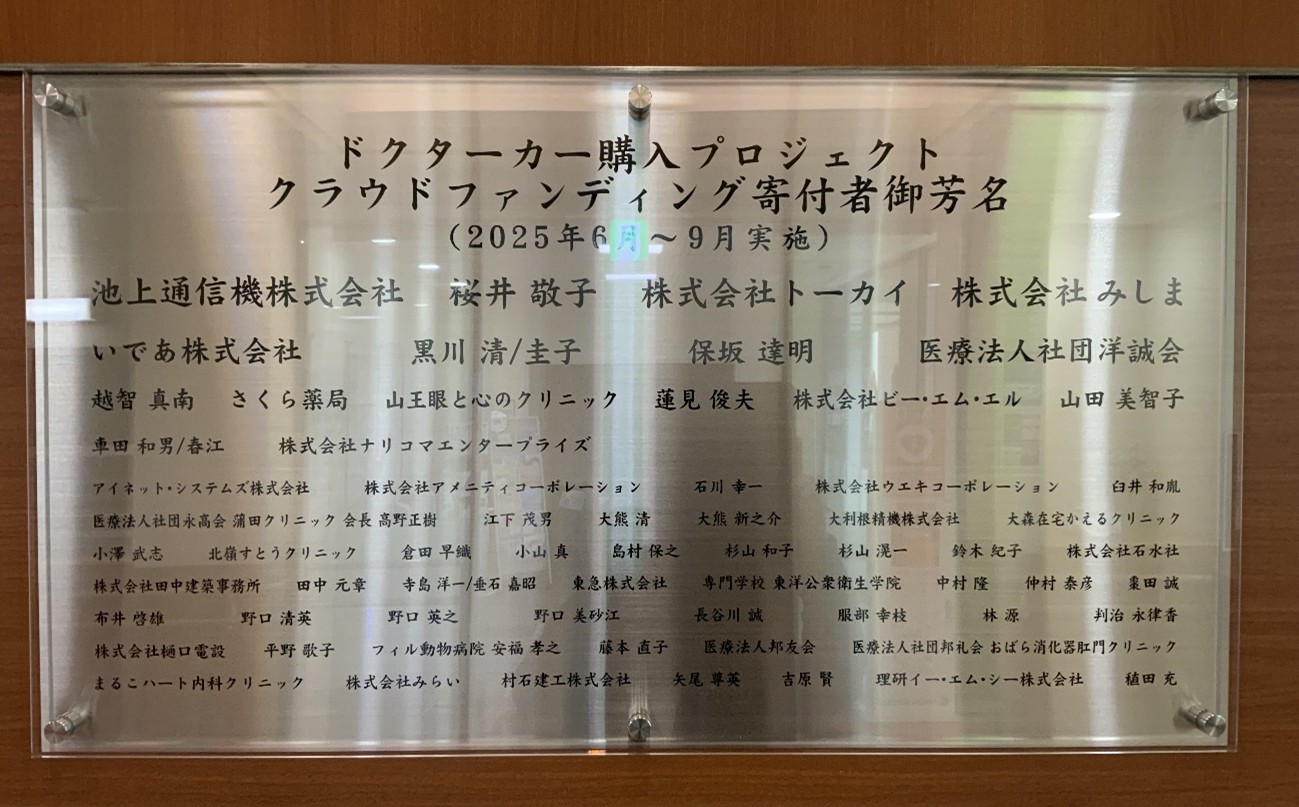 ドクターカー購入プロジェクト
クラウドファンディング寄付者御芳名
(2025年6月～9月実施)
池上通信機株式会社 桜井 敬子 株式会社トーカイ 株式会社 みしま
いであ株式会社 黒川 清/圭子 保坂 達明 医療法人社団洋誠会
越智 真南 さくら薬局 山王眼と心のクリニック 蓮見 俊夫 株式会社ビー・エム・エル 山田 美智子
車田 和男/春江 株式会社ナリコマエンタープライズ
アイネット・システムズ株式会社 株式会社アメニティコーポレーション 石川 幸一 株式会社ウエキコーポレーション 臼井 和胤
医療法人社団永高会 蒲田クリニック 会長 高野正樹 江下 茂男 大熊 清 大熊 新之介 大利根精機株式会社 大森在宅かえるクリニック
小澤 武志 北嶺すとうクリニック 倉田 早織 小山 真 島村 保之 杉山 和子 杉山 滉一 鈴木 紀子 株式会社石水社
株式会社田中建築事務所 田中 元章 寺島 洋一/垂石 嘉昭 東急株式会社 専門学校 東洋公衆衛生学院 中村 隆 仲村 泰彦 棗田 誠
布井 啓雄 野口 清英 野口 英之 野口 美砂江 長谷川 誠 服部 幸枝 林 源 判治 永律香
株式会社樋口電設 平野 歌子 フィル動物病院 安福 孝之 藤本 直子 医療法人邦友会 医療法人社団邦礼会 おばら消化器肛門クリニック
まるこハート内科クリニック 株式会社みらい 村石建工株式会社 矢尾 尊英 吉原 賢 理研イー・エム・シー株式会社 稙田 充